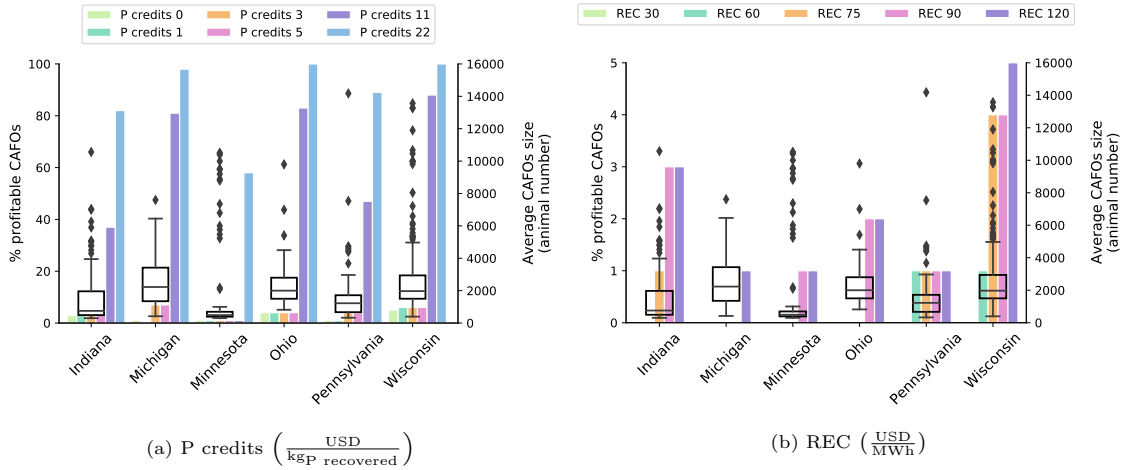 P credits 0 P credits 3 P credits 11
P credits 1 P credits 5 P credits 22
100
80
60
40
20
0
% profitable CAFOs
16000
14000
12000
10000
8000
6000
4000
2000
0
Average CAFOs size
(animal number)
Indiana
Michigan
Minnesota
Ohio
Pennsylvania
Wisconsin
(a) P credits (USD / kgP recovered)
REC 30 REC 60 REC 75 REC 90 REC 120
5
4
3
2
1
0
% profitable CAFOs
16000
14000
12000
10000
8000
6000
4000
2000
0
Average CAFOs size
(animal number)
Indiana
Michigan
Minnesota
Ohio
Pennsylvania
Wisconsin
(b) REC (USD / MWh)